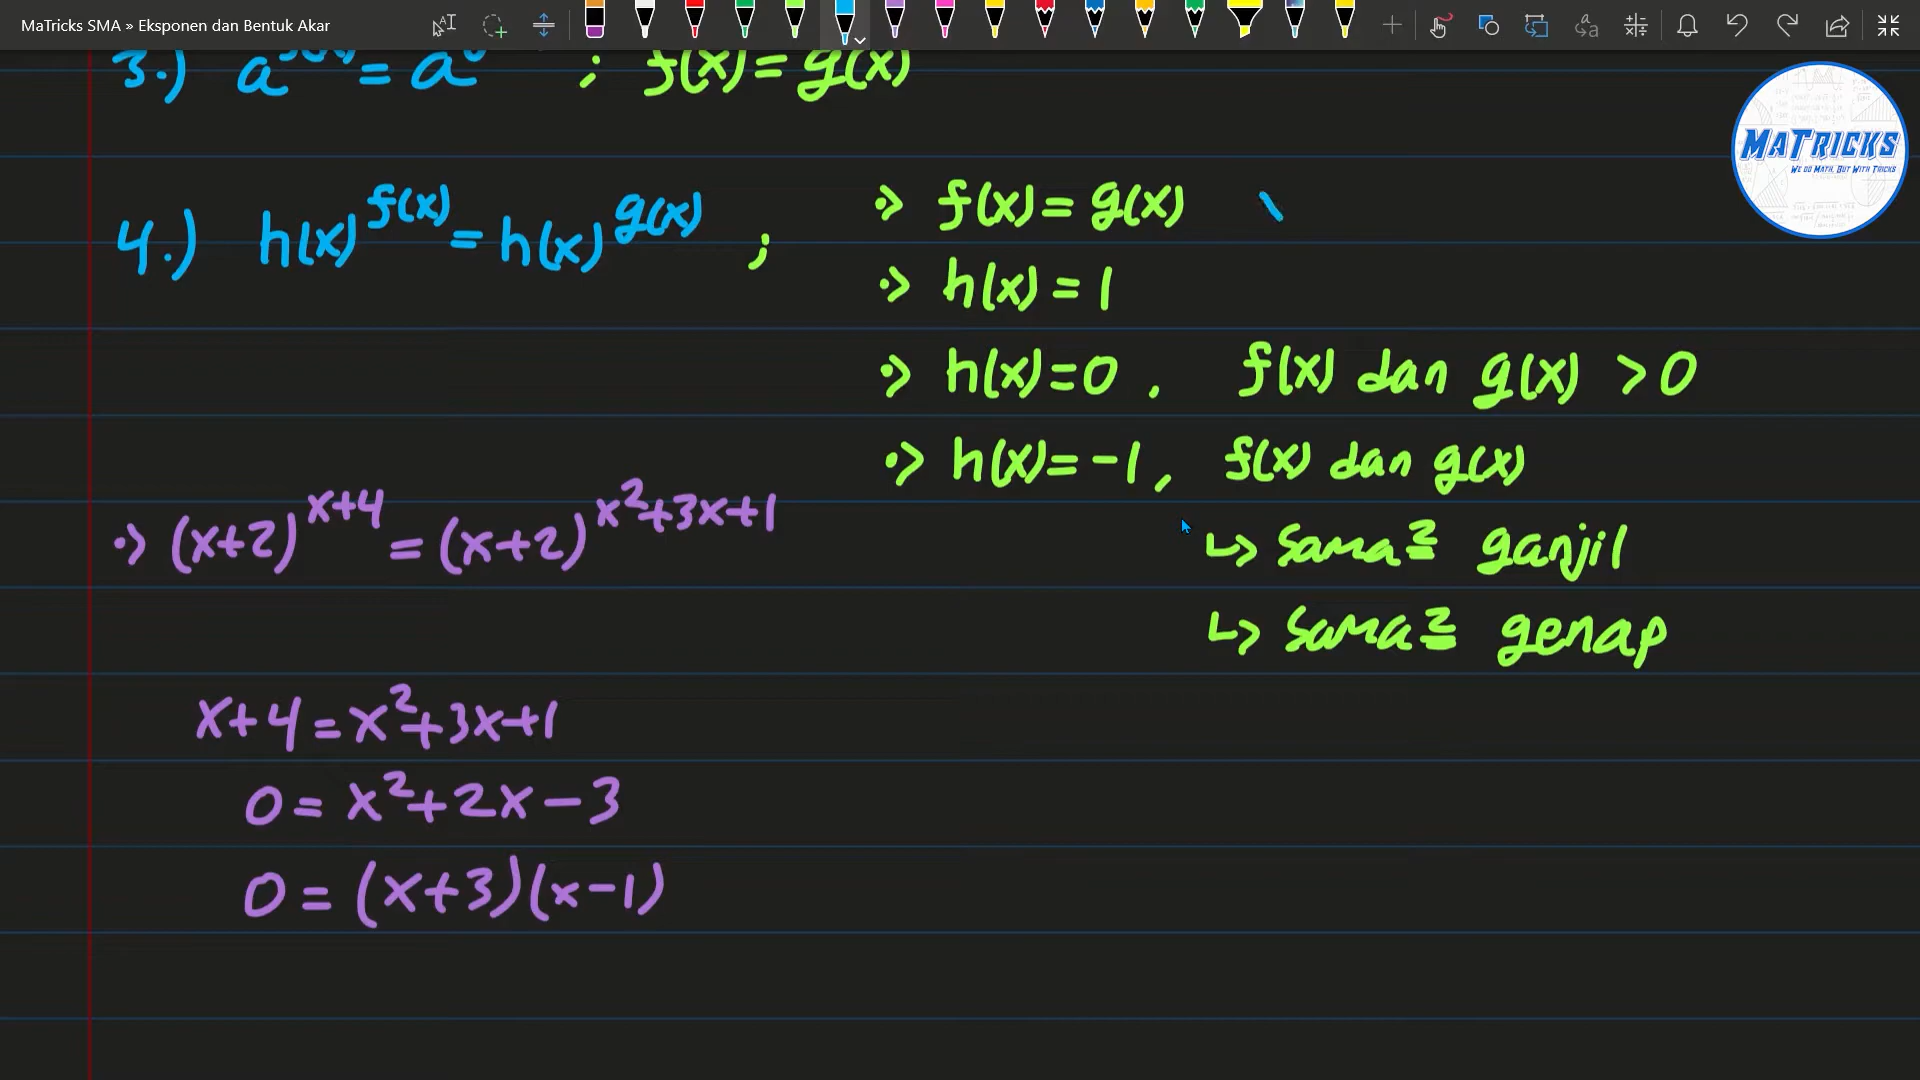 MaTricks SMA » Eksponen dan Bentuk Akar
3.) a = a ; f(x) = g(x)
MATRICKS
WE DO MATH, BUT WITH TRICKS
4.) h(x)^f(x) = h(x)^g(x) ;
·> f(x) = g(x)
·> h(x) = 1
·> h(x) = 0 , f(x) dan g(x) > 0
·> h(x) = -1 , f(x) dan g(x)
↳ sama² ganjil
↳ sama² genap
·> (x+2)^x+4 = (x+2)^x²+3x+1
x+4 = x²+3x+1
0 = x²+2x-3
0 = (x+3)(x-1)